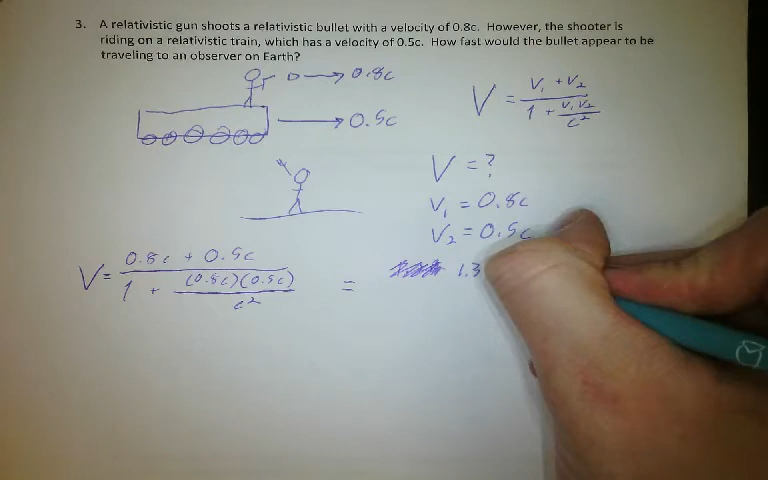 3. A relativistic gun shoots a relativistic bullet with a velocity of 0.8c. However, the shooter is
riding on a relativistic train, which has a velocity of 0.5c. How fast would the bullet appear to be
traveling to an observer on Earth?
0.8c
0.5c
V = V₁ + V₂ / 1 + V₁V₂ / c²
V = ?
V₁ = 0.8c
V₂ = 0.5c
V = 0.8c + 0.5c / 1 + (0.8c)(0.5c) / c² = 1.3